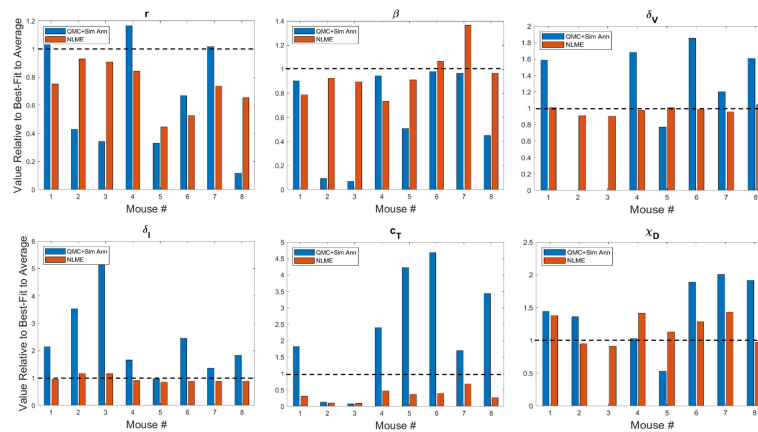 r
Value Relative to Best-Fit to Average
1.2
1
0.8
0.6
0.4
0.2
0
QMC+Sim Ann
NLME
1 2 3 4 5 6 7 8
Mouse #
β
1.4
1.2
1
0.8
0.6
0.4
0.2
0
QMC+Sim Ann
NLME
1 2 3 4 5 6 7 8
Mouse #
δV
2
1.8
1.6
1.4
1.2
1
0.8
0.6
0.4
0.2
0
QMC+Sim Ann
NLME
1 2 3 4 5 6 7 8
Mouse #
δI
Value Relative to Best-Fit to Average
6
5
4
3
2
1
0
QMC+Sim Ann
NLME
1 2 3 4 5 6 7 8
Mouse #
cT
5
4.5
4
3.5
3
2.5
2
1.5
1
0.5
0
QMC+Sim Ann
NLME
1 2 3 4 5 6 7 8
Mouse #
χD
2.5
2
1.5
1
0.5
0
QMC+Sim Ann
NLME
1 2 3 4 5 6 7 8
Mouse #